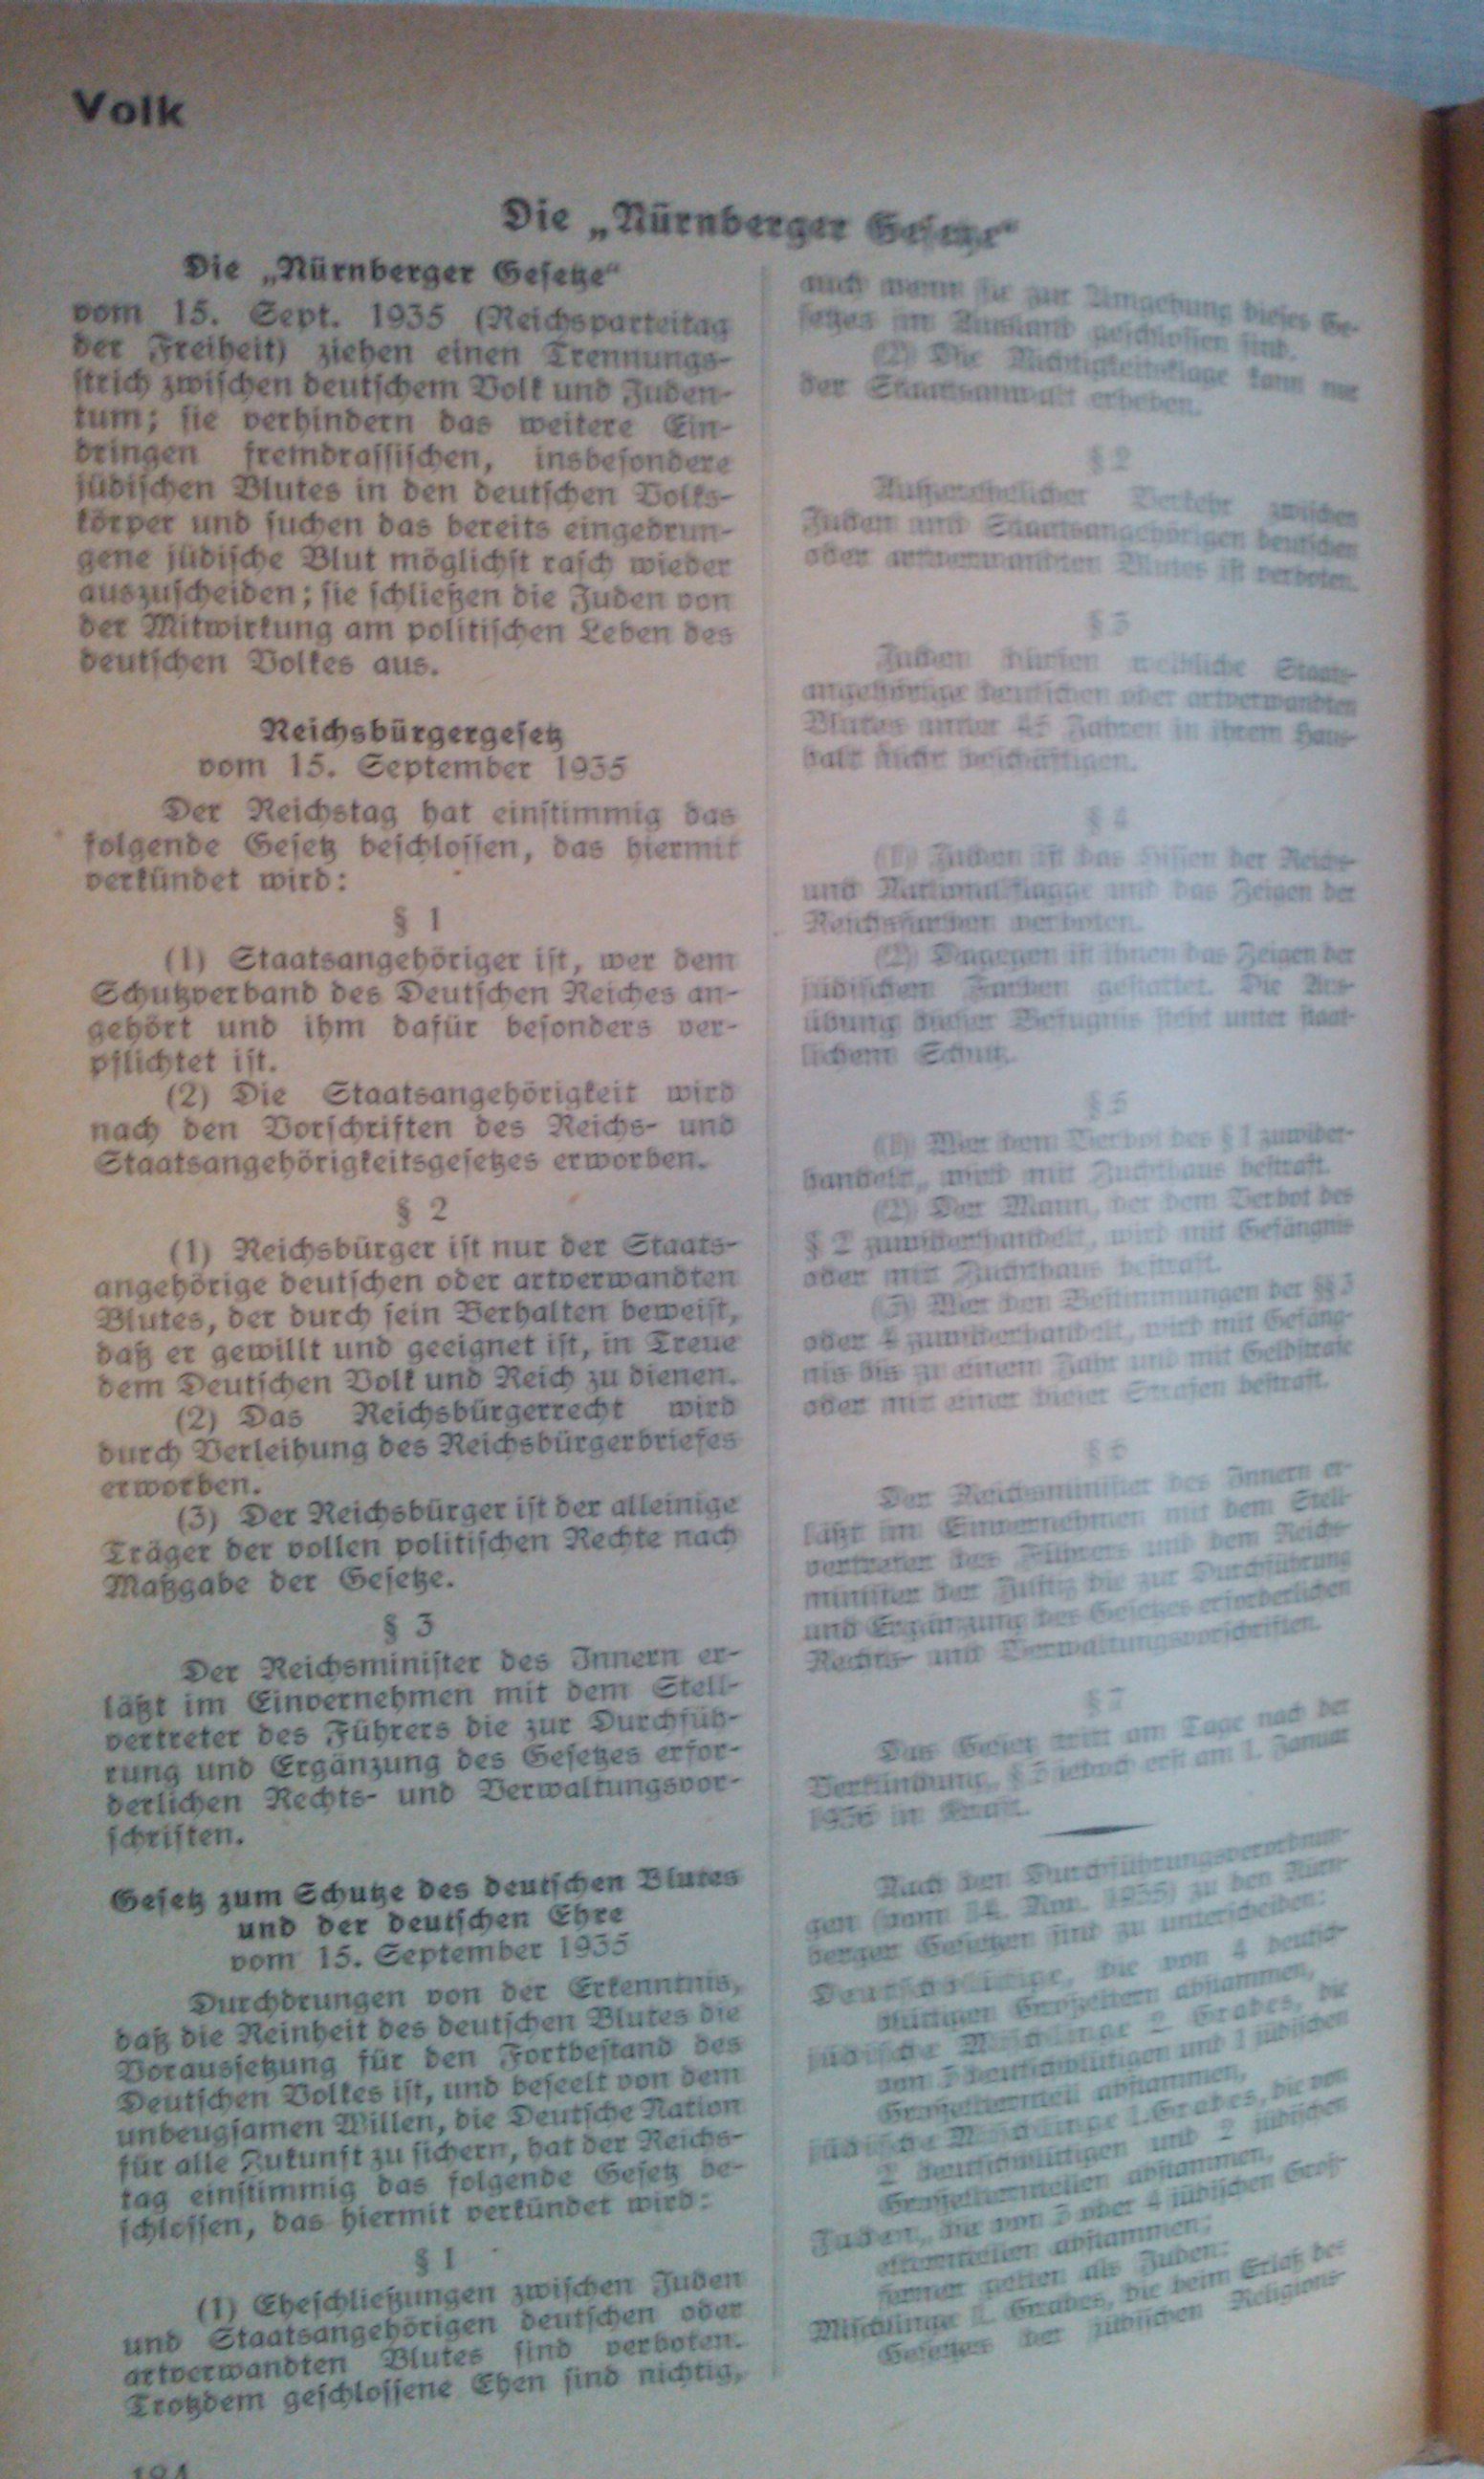 Volk
Die „Nürnberger Gesetze"
Die „Nürnberger Gesetze"
vom 15. Sept. 1935 (Reichsparteitag
der Freiheit) ziehen einen Trennungs-
strich zwischen deutschem Volk und Juden-
tum; sie verhindern das weitere Ein-
dringen fremdrassischen, insbesondere
jüdischen Blutes in den deutschen Volks-
körper und suchen das bereits eingedrun-
gene jüdische Blut möglichst rasch wieder
auszuscheiden; sie schließen die Juden von
der Mitwirkung am politischen Leben des
deutschen Volkes aus.
Reichsbürgergesetz
vom 15. September 1935
Der Reichstag hat einstimmig das
folgende Gesetz beschlossen, das hiermit
verkündet wird:
§ 1
(1) Staatsangehöriger ist, wer dem
Schutzverband des Deutschen Reiches an-
gehört und ihm dafür besonders ver-
pflichtet ist.
(2) Die Staatsangehörigkeit wird
nach den Vorschriften des Reichs- und
Staatsangehörigkeitsgesetzes erworben.
§ 2
(1) Reichsbürger ist nur der Staats-
angehörige deutschen oder artverwandten
Blutes, der durch sein Verhalten beweist,
daß er gewillt und geeignet ist, in Treue
dem Deutschen Volk und Reich zu dienen.
(2) Das Reichsbürgerrecht wird
durch Verleihung des Reichsbürgerbriefes
erworben.
(3) Der Reichsbürger ist der alleinige
Träger der vollen politischen Rechte nach
Maßgabe der Gesetze.
§ 3
Der Reichsminister des Innern er-
läßt im Einvernehmen mit dem Stell-
vertreter des Führers die zur Durchfüh-
rung und Ergänzung des Gesetzes erfor-
derlichen Rechts- und Verwaltungsvor-
schriften.
Gesetz zum Schutze des deutschen Blutes
und der deutschen Ehre
vom 15. September 1935
Durchdrungen von der Erkenntnis,
daß die Reinheit des deutschen Blutes die
Voraussetzung für den Fortbestand des
Deutschen Volkes ist, und beseelt von dem
unbeugsamen Willen, die Deutsche Nation
für alle Zukunft zu sichern, hat der Reichs-
tag einstimmig das folgende Gesetz be-
schlossen, das hiermit verkündet wird:
§ 1
(1) Eheschließungen zwischen Juden
und Staatsangehörigen deutschen oder
artverwandten Blutes sind verboten.
Trotzdem geschlossene Ehen sind nichtig,
auch wenn sie zur Umgehung dieses Ge-
setzes im Ausland geschlossen sind.
(2) Die Nichtigkeitsklage kann nur
der Staatsanwalt erheben.
§ 2
Außerehelicher Verkehr zwischen
Juden und Staatsangehörigen deutschen
oder artverwandten Blutes ist verboten.
§ 3
Juden dürfen weibliche Staats-
angehörige deutschen oder artverwandten
Blutes unter 45 Jahren in ihrem Haus-
halt nicht beschäftigen.
§ 4
(1) Juden ist das Hissen der Reichs-
und Nationalflagge und das Zeigen der
Reichsfarben verboten.
(2) Dagegen ist ihnen das Zeigen der
jüdischen Farben gestattet. Die Aus-
übung dieser Befugnis steht unter staat-
lichem Schutz.
§ 5
(1) Wer dem Verbot des § 1 zuwider-
handelt, wird mit Zuchthaus bestraft.
(2) Der Mann, der dem Verbot des
§ 2 zuwiderhandelt, wird mit Gefängnis
oder mit Zuchthaus bestraft.
(3) Wer den Bestimmungen der §§ 3
oder 4 zuwiderhandelt, wird mit Gefäng-
nis bis zu einem Jahr und mit Geldstrafe
oder mit einer dieser Strafen bestraft.
§ 6
Der Reichsminister des Innern er-
läßt im Einvernehmen mit dem Stell-
vertreter des Führers und dem Reichs-
minister der Justiz die zur Durchführung
und Ergänzung des Gesetzes erforderlichen
Rechts- und Verwaltungsvorschriften.
§ 7
Das Gesetz tritt am Tage nach der
Verkündung, § 3 jedoch erst am 1. Januar
1936 in Kraft.
Nach den Durchführungsverordnun-
gen (vom 14. Nov. 1935) zu den Nürn-
berger Gesetzen sind zu unterscheiden:
Deutschblütige, die von 4 deutsch-
blütigen Großeltern abstammen,
jüdische Mischlinge 2. Grades, die
von 3 deutschblütigen und 1 jüdischen
Großelternteil abstammen,
jüdische Mischlinge 1. Grades, die von
2 deutschblütigen und 2 jüdischen
Großelternteilen abstammen,
Juden, die von 3 oder 4 jüdischen Groß-
elternteilen abstammen;
ferner gelten als Juden:
Mischlinge 1. Grades, die beim Erlaß des
Gesetzes der jüdischen Religions-